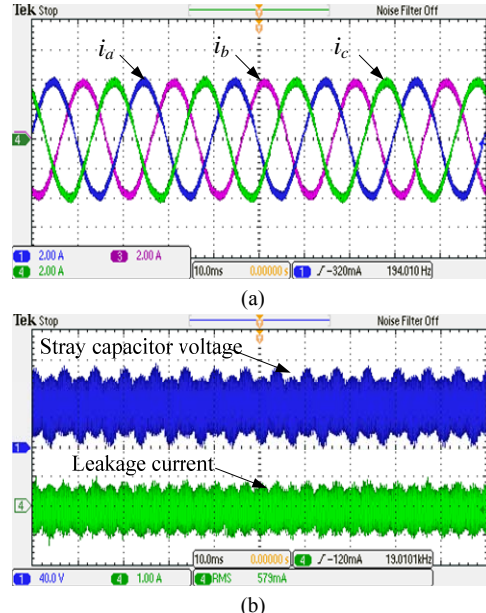 Tek Stop
Noise Filter Off
i_a
i_b
i_c
4
1 2.00 A
3 2.00 A
4 2.00 A
10.0ms
0.00000 s
1 -320mA
194.010 Hz
(a)
Tek Stop
Noise Filter Off
Stray capacitor voltage
1
Leakage current
4
10.0ms
0.00000 s
4 -120mA
19.0101kHz
1 40.0 V
4 1.00 A
4 RMS 579mA
(b)